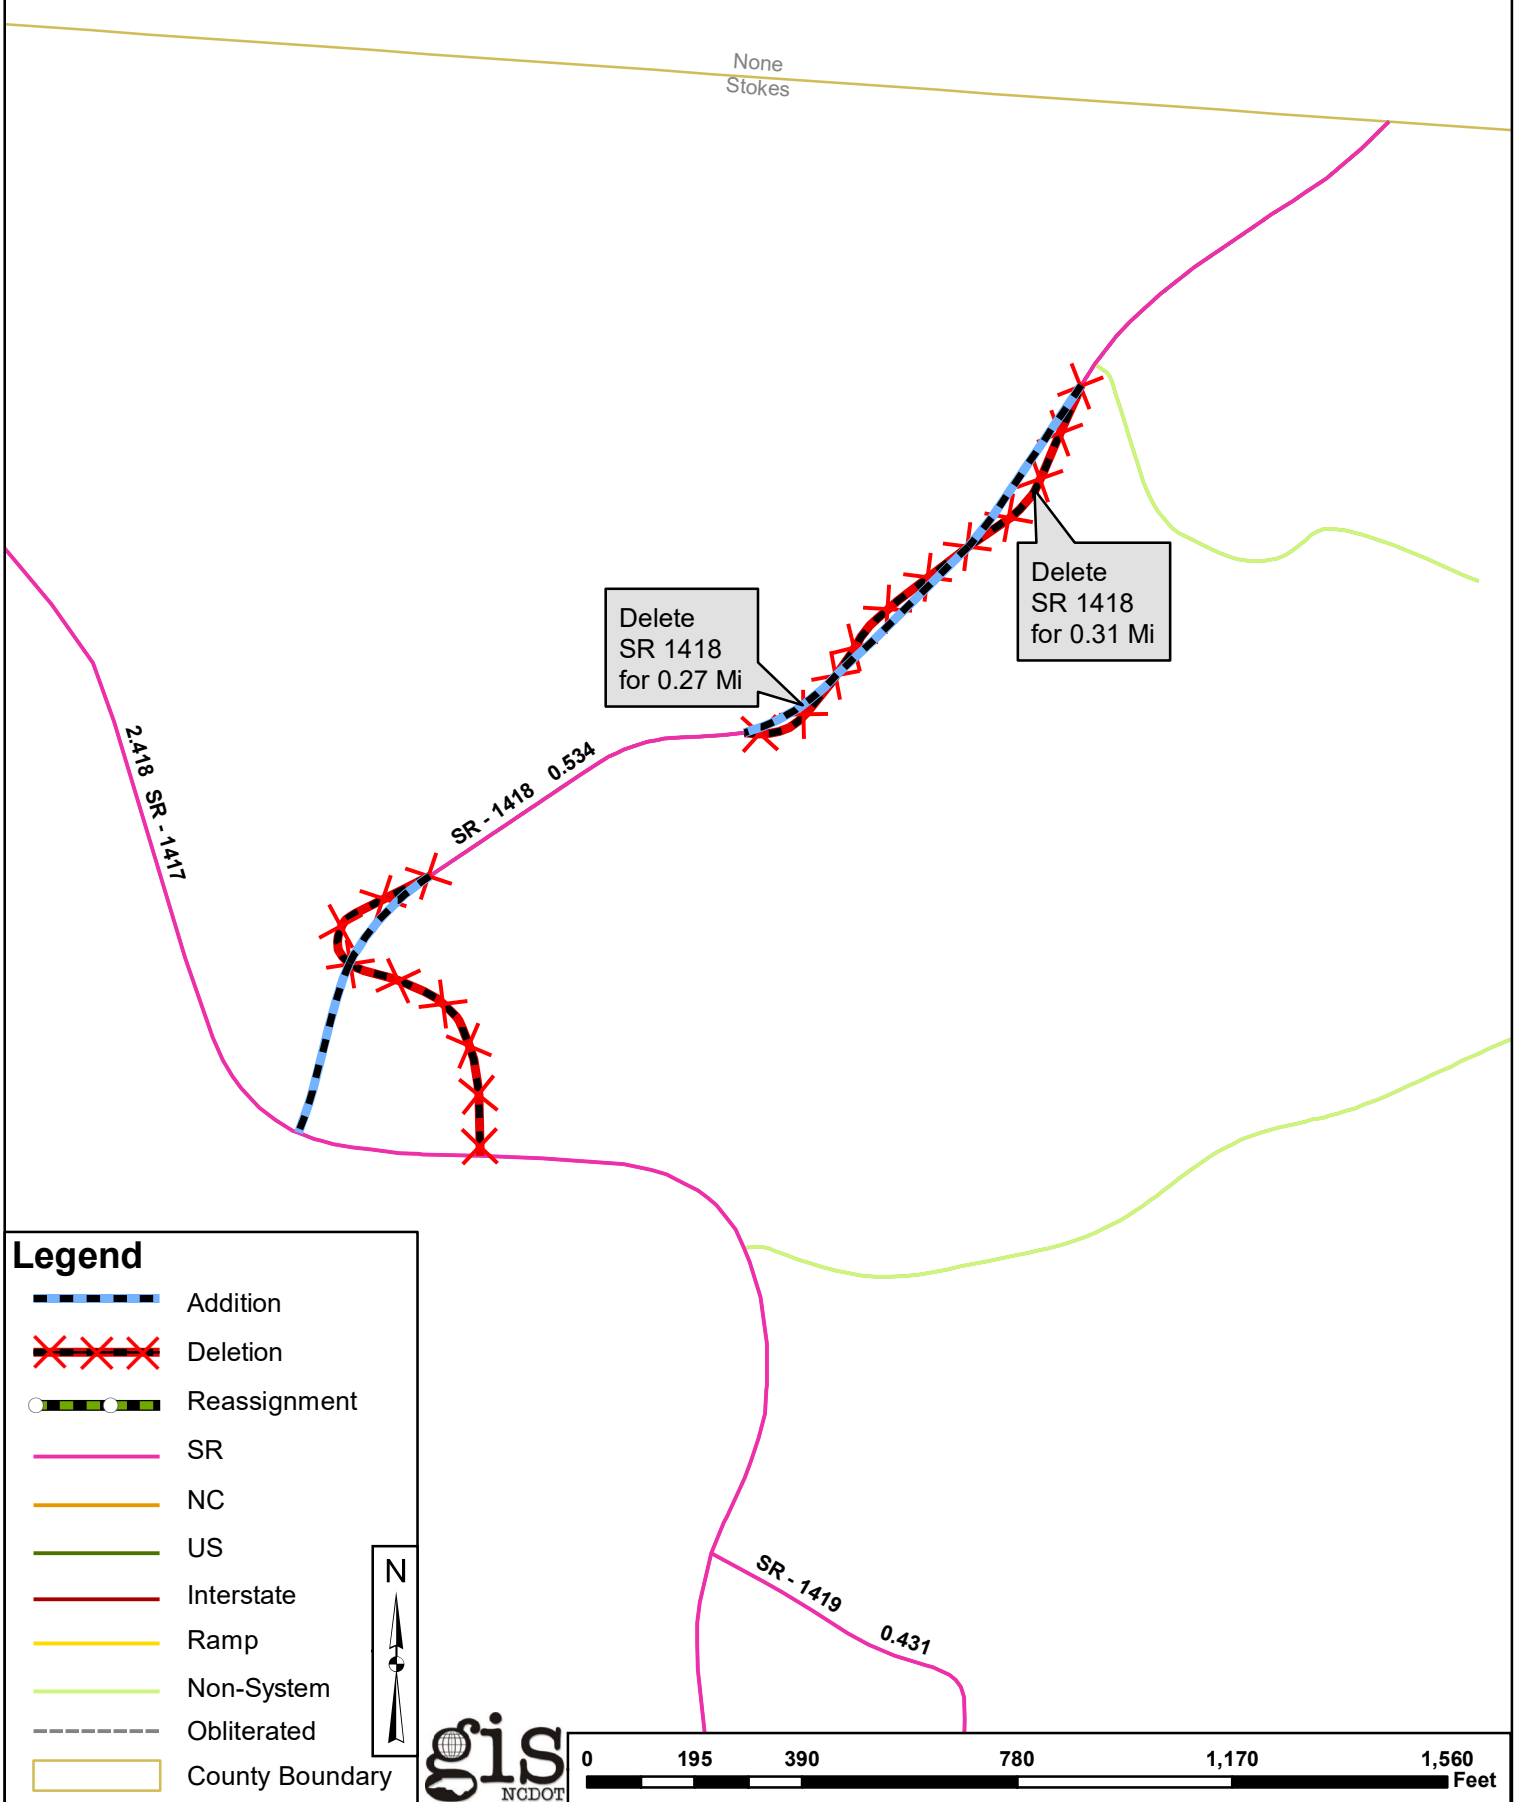 None
Stokes
Delete
SR 1418
for 0.31 Mi
Delete
SR 1418
for 0.27 Mi
2.418 SR - 1417
SR - 1418 0.534
SR - 1419 0.431
Legend
Addition
Deletion
Reassignment
SR
NC
US
Interstate
Ramp
Non-System
Obliterated
County Boundary
N
gis
NCDOT
0 195 390 780 1,170 1,560
Feet